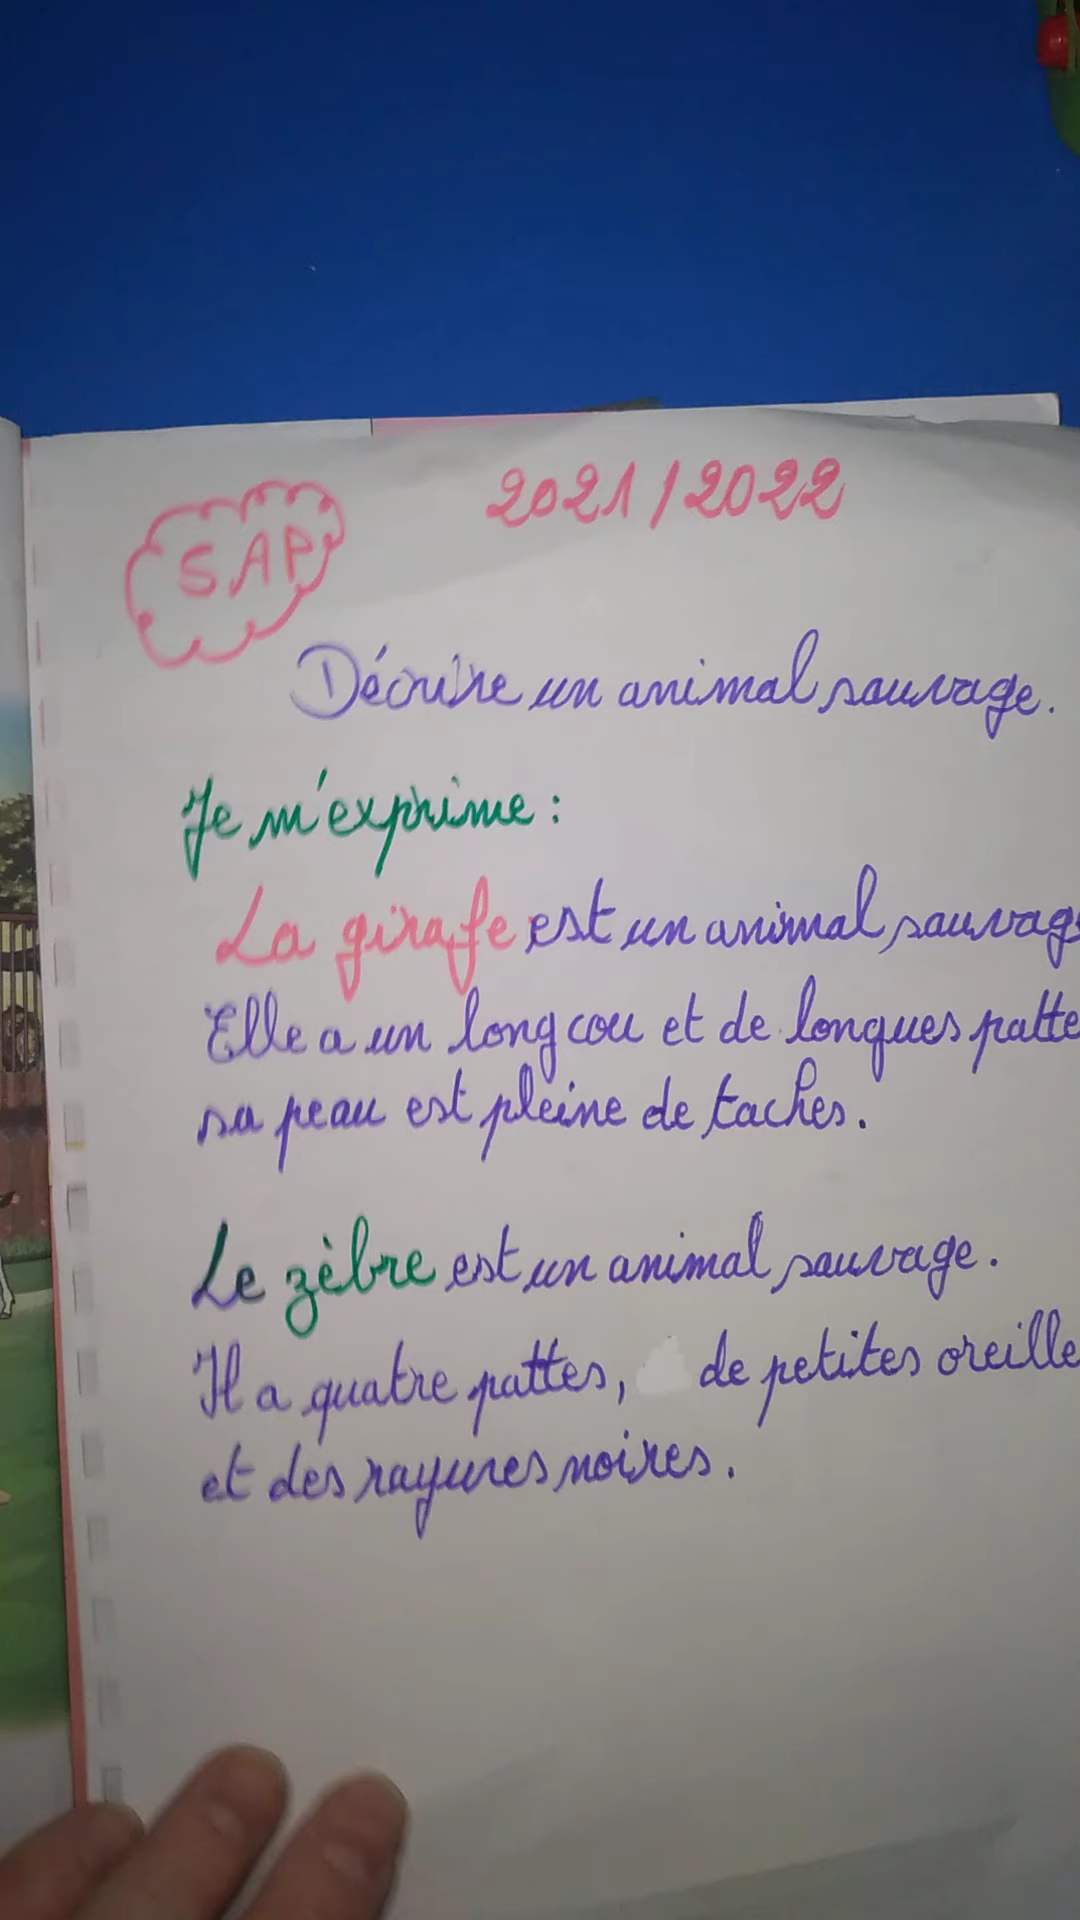 SAP 2021/2022
Décrire un animal sauvage.
Je m'exprime :
La girafe est un animal sauvage
Elle a un long cou et de longues patte
sa peau est pleine de taches.
Le zèbre est un animal sauvage.
Il a quatre pattes, de petites oreille
et des rayures noires.